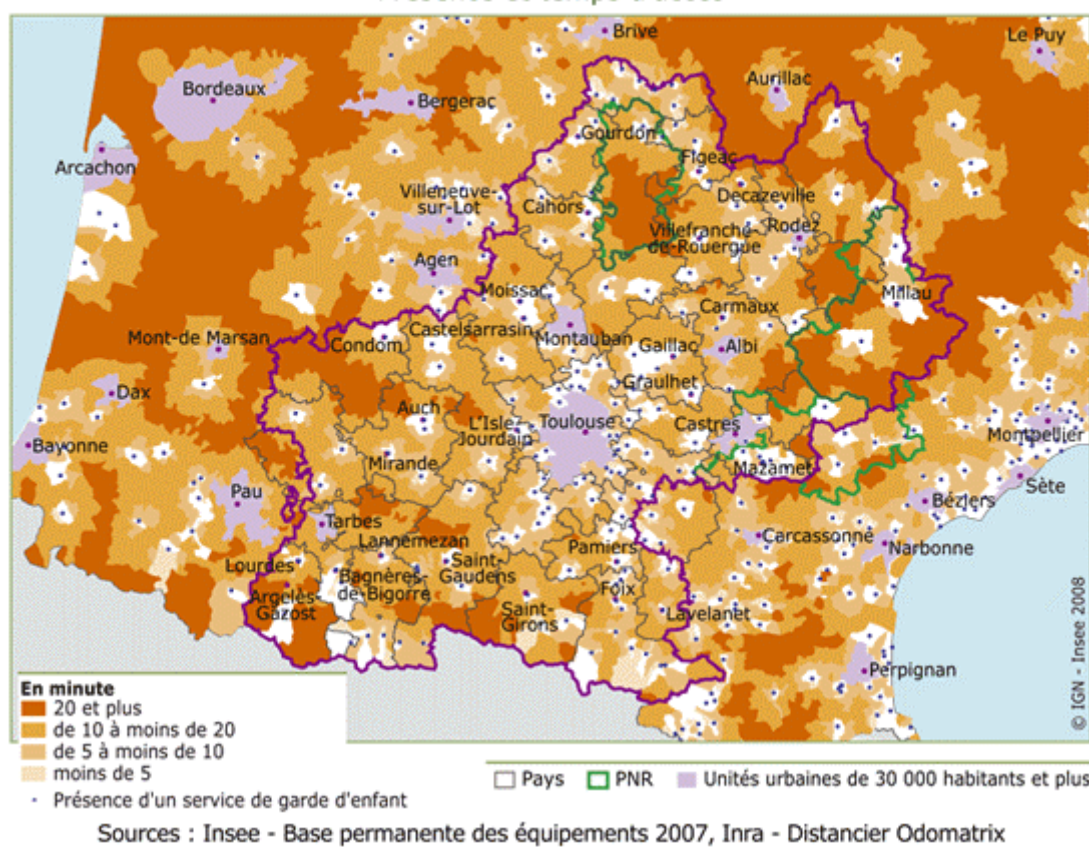 Brive
Le Puy
Aurillac
Bordeaux
Bergerac
Gourdon
Arcachon
Figeac
Villeneuve-
sur-Lot
Decazeville
Cahors
Villefranche-
de-Rouergue
Rodez
Agen
Moissac
Millau
Carmaux
Mont-de Marsan
Condom
Castelsarrasin
Montauban
Gaillac
Albi
Graulhet
Dax
Auch
L'Isle-
Jourdain
Toulouse
Castres
Bayonne
Montpellier
Mirande
Mazamet
Sète
Pau
Béziers
Tarbes
Lannemezan
Carcassonne
Narbonne
Pamiers
Lourdes
Saint-
Gaudens
Bagnères-
de-Bigorre
Foix
Argelès-
Gazost
Saint-
Girons
Lavelanet
Perpignan
© IGN - Insee 2008
En minute
20 et plus
de 10 à moins de 20
de 5 à moins de 10
moins de 5
Présence d'un service de garde d'enfant
Pays
PNR
Unités urbaines de 30 000 habitants et plus
Sources : Insee - Base permanente des équipements 2007, Inra - Distancier Odomatrix